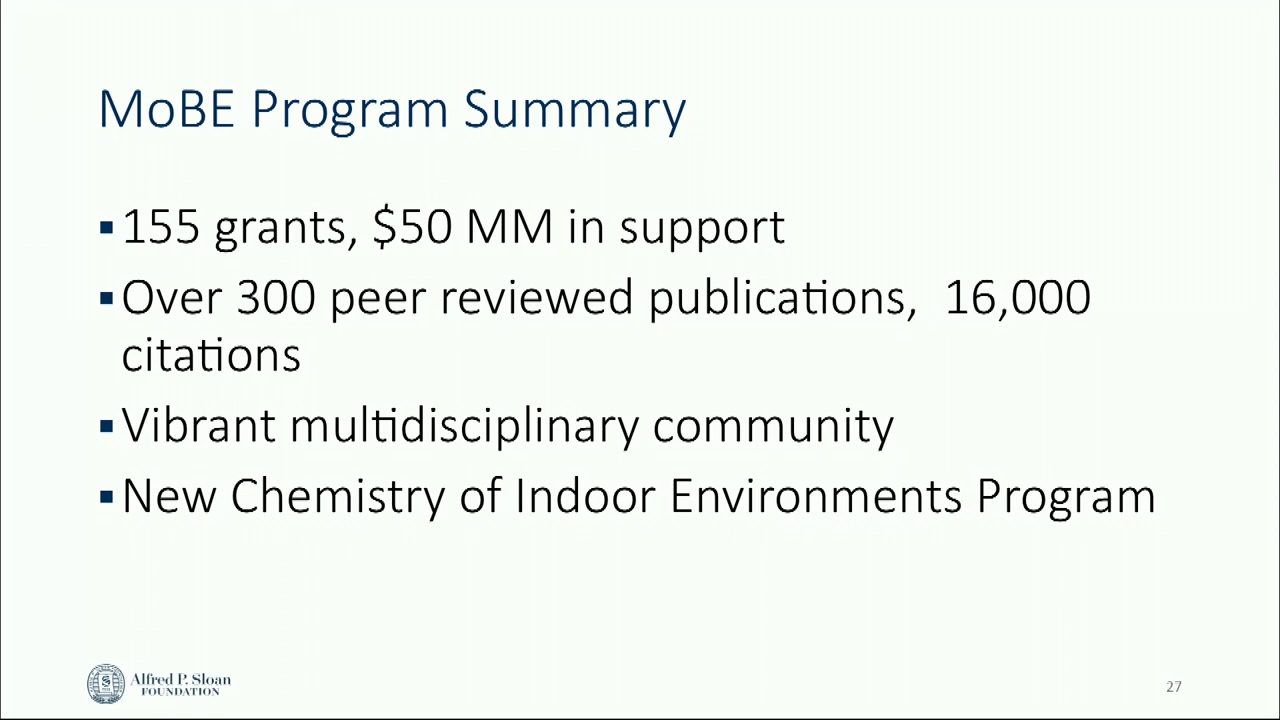 MoBE Program Summary
▪155 grants, $50 MM in support
▪Over 300 peer reviewed publications, 16,000
citations
▪Vibrant multidisciplinary community
▪New Chemistry of Indoor Environments Program
Alfred P. Sloan
FOUNDATION
27